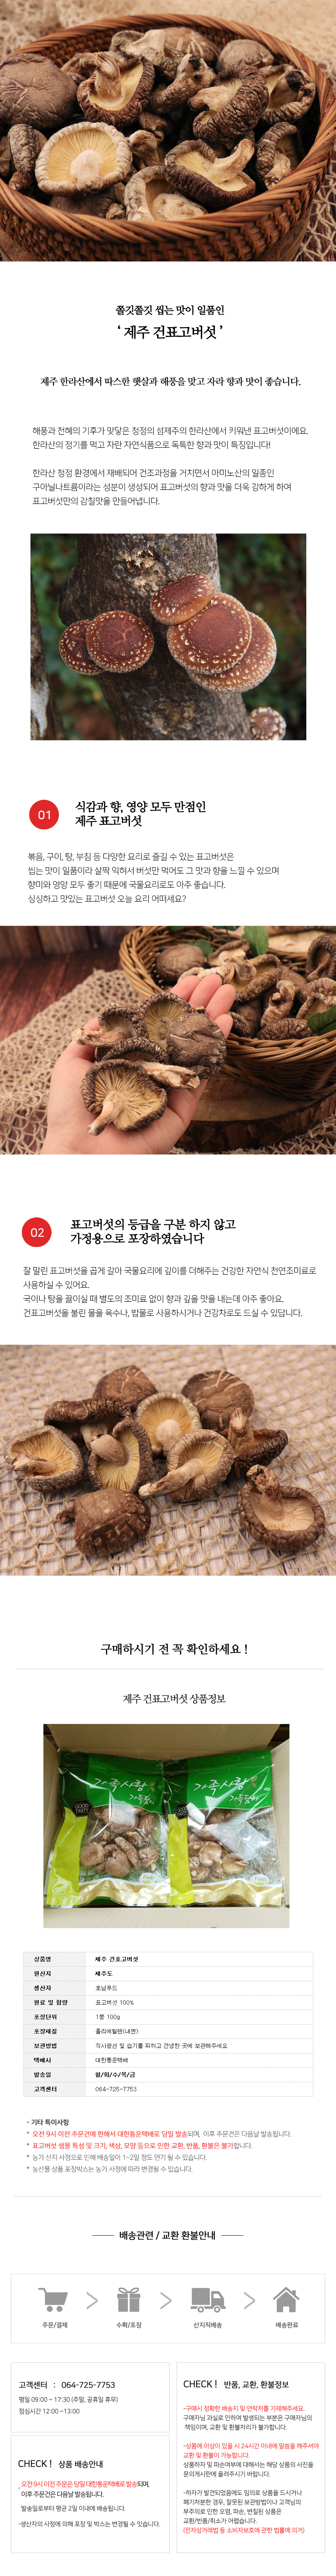 쫄깃쫄깃 씹는 맛이 일품인
‘ 제주 건표고버섯 ’
제주 한라산에서 따스한 햇살과 해풍을 맞고 자라 향과 맛이 좋습니다.
해풍과 천혜의 기후가 맞닿은 청정의 섬제주의 한라산에서 키워낸 표고버섯이에요.
한라산의 정기를 먹고 자란 자연식품으로 독특한 향과 맛이 특징입니다!
한라산 청정 환경에서 재배되어 건조과정을 거치면서 아미노산의 일종인
구아닐나트륨이라는 성분이 생성되어 표고버섯의 향과 맛을 더욱 강하게 하여
표고버섯만의 감칠맛을 만들어냅니다.
01
식감과 향, 영양 모두 만점인
제주 표고버섯
볶음, 구이, 탕, 부침 등 다양한 요리로 즐길 수 있는 표고버섯은
씹는 맛이 일품이라 살짝 익혀서 버섯만 먹어도 그 맛과 향을 느낄 수 있으며
향미와 영양 모두 좋기 때문에 국물요리로도 아주 좋습니다.
싱싱하고 맛있는 표고버섯 오늘 요리 어떠세요?
02
표고버섯의 등급을 구분 하지 않고
가정용으로 포장하였습니다
잘 말린 표고버섯을 곱게 갈아 국물요리에 깊이를 더해주는 건강한 자연식 천연조미료로
사용하실 수 있어요.
국이나 탕을 끓이실 때 별도의 조미료 없이 향과 깊을 맛을 내는데 아주 좋아요.
건표고버섯을 불린 물을 육수나, 밥물로 사용하시거나 건강차로도 드실 수 있답니다.
구매하시기 전 꼭 확인하세요 !
제주 건표고버섯 상품정보
가족사랑
GOOD TASTY
가족사랑
GOOD TASTY
상품명 제주 건표고버섯
원산지 제주도
생산자 호남푸드
원료 및 함량 표고버섯 100%
포장단위 1봉 100g
포장재질 폴리에틸렌(내면)
보관방법 직사광선 및 습기를 피하고 건냉한 곳에 보관해주세요
택배사 대한통운택배
발송일 월/화/수/목/금
고객센터 064-725-7753
- 기타 특이사항
* 오전 9시 이전 주문건에 한해서 대한통운택배로 당일 발송되며, 이후 주문건은 다음날 발송됩니다.
* 표고버섯 생물 특성 및 크기, 색상, 모양 등으로 인한 교환, 반품, 환불은 불가합니다.
* 농가 산지 사정으로 인해 배송일이 1~2일 정도 연기 될 수 있습니다.
* 농산물 상품 포장박스는 농가 사정에 따라 변경될 수 있습니다.
배송관련 / 교환 환불안내
주문/결제 수확/포장 산지직배송 배송완료
고객센터 : 064-725-7753
평일 09:00 ~ 17:30 (주말, 공휴일 휴무)
점심시간 12:00 ~13:00
CHECK ! 상품 배송안내
- 오전 9시 이전 주문은 당일 대한통운택배로 발송되며,
이후 주문건은 다음날 발송됩니다.
발송일로부터 평균 2일 이내에 배송됩니다.
-생산자의 사정에 의해 포장 및 박스는 변경될 수 잇습니다.
CHECK ! 반품, 교환, 환불정보
-구매시 정확한 배송지 및 연락처를 기재해주세요.
구매자님 과실로 인하여 발생되는 부분은 구매자님의
책임이며, 교환 및 환불처리가 불가합니다.
-상품에 이상이 있을 시 24시간 이내에 말씀을 해주셔야
교환 및 환불이 가능합니다.
상품하자 및 파손여부에 대해서는 해당 상품의 사진을
문의게시판에 올려주시기 바랍니다.
-하자가 발견되었음에도 임의로 상품을 드시거나
폐기처분한 경우, 잘못된 보관방법이나 고객님의
부주의로 인한 오염, 파손, 변질된 상품은
교환/반품/취소가 어렵습니다.
(전자상거래법 등 소비자보호에 관한 법률에 의거)